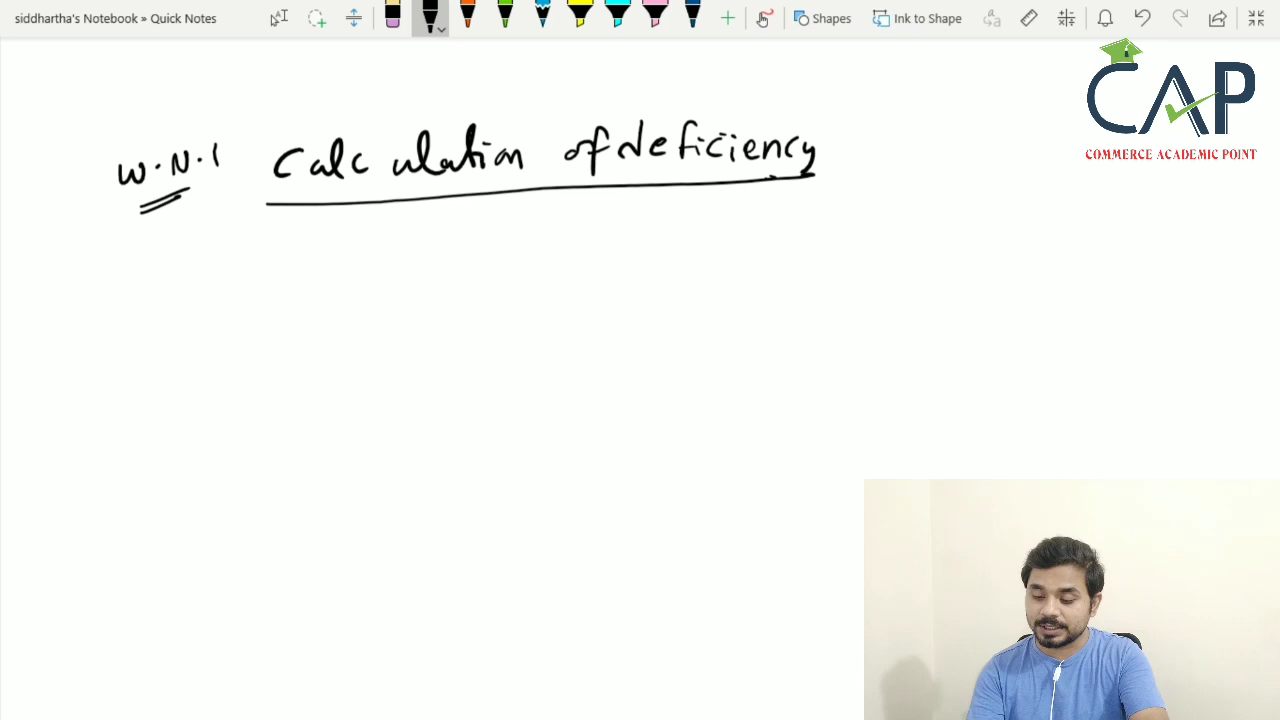 siddhartha's Notebook » Quick Notes
Shapes
Ink to Shape
CAP
COMMERCE ACADEMIC POINT
W.N.1 Calculation of deficiency